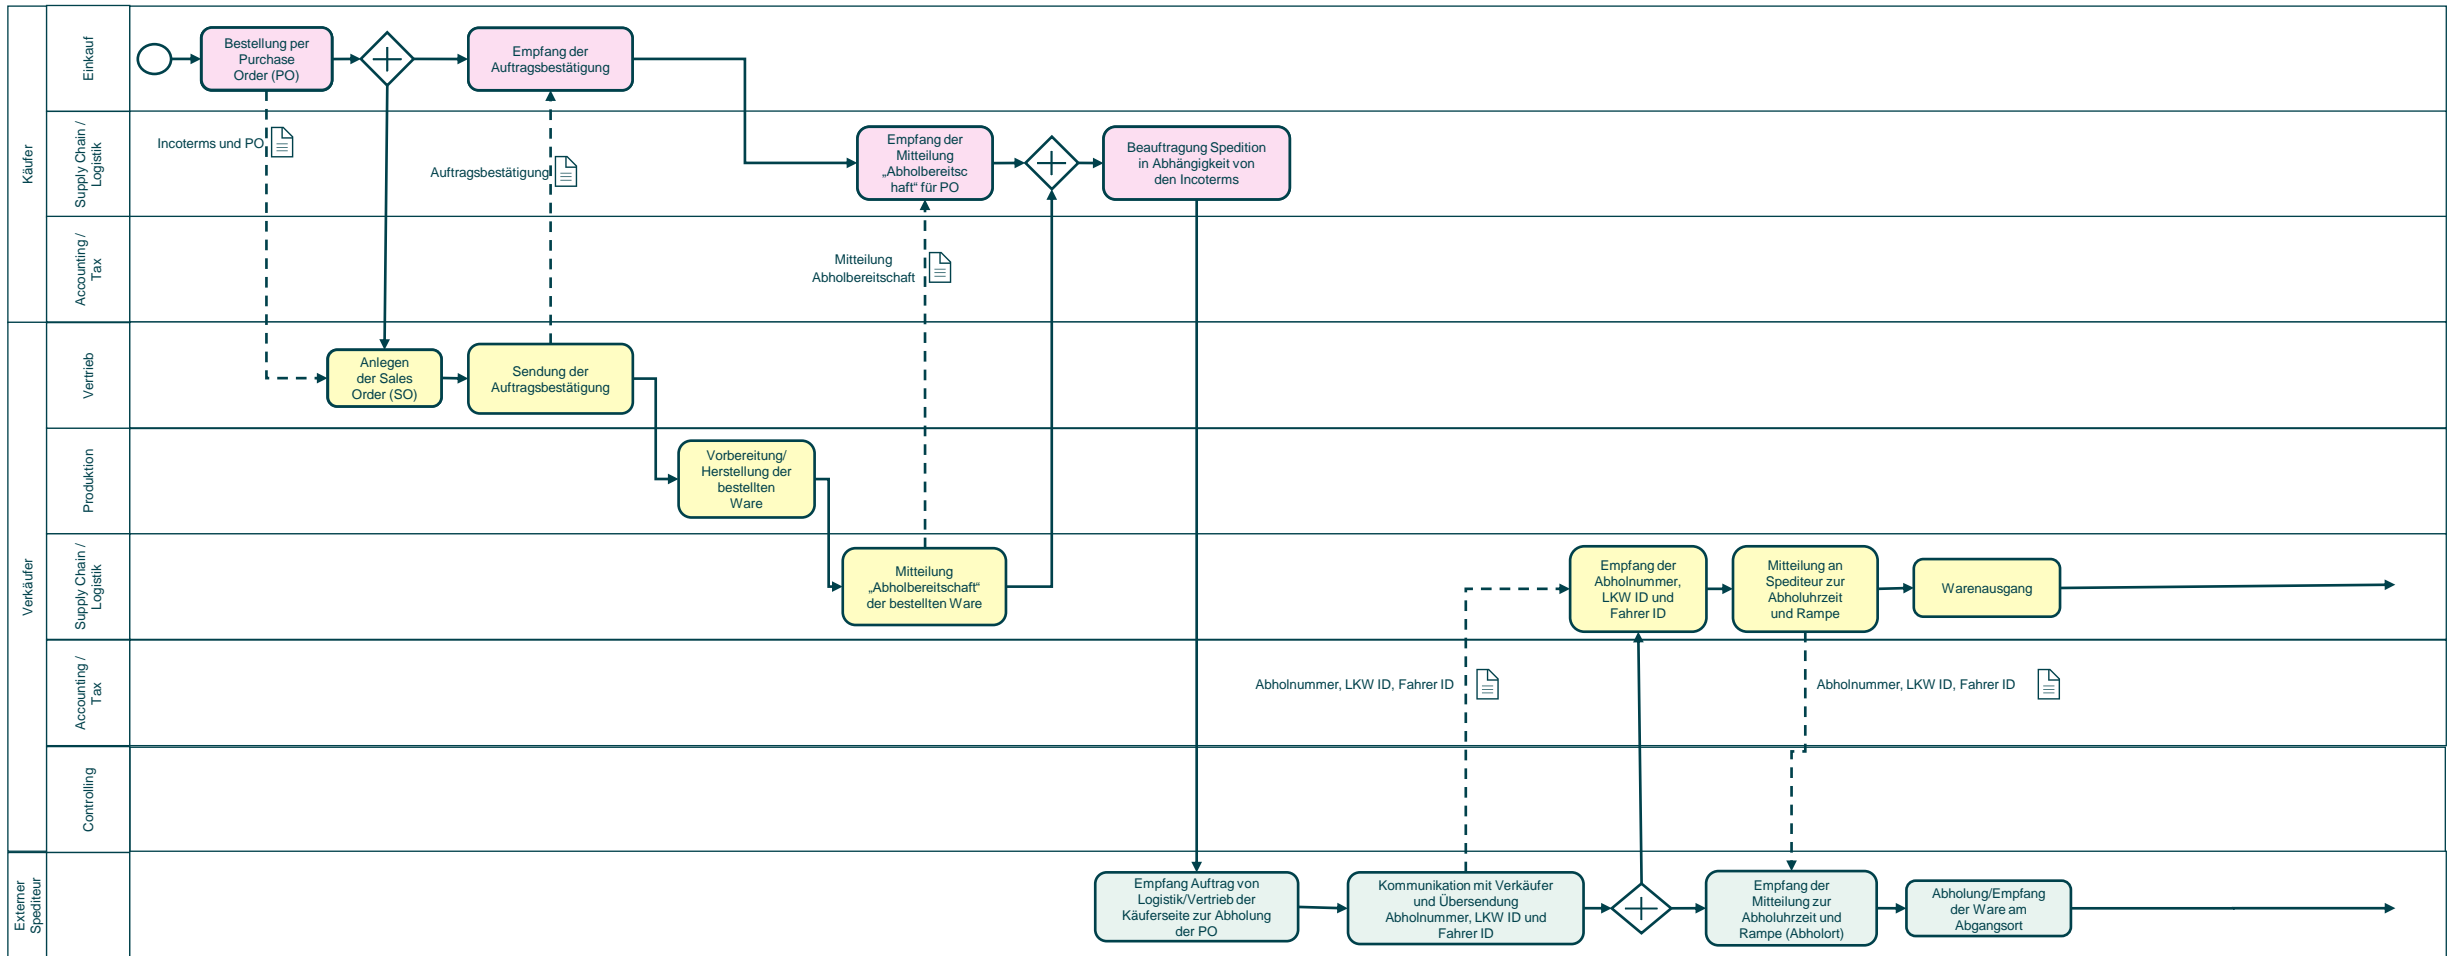 Käufer
Einkauf
Bestellung per
Purchase
Order (PO)
Empfang der
Auftragsbestätigung
Supply Chain /
Logistik
Incoterms und PO
Auftragsbestätigung
Empfang der
Mitteilung
„Abholbereitsc
haft“ für PO
Beauftragung Spedition
in Abhängigkeit von
den Incoterms
Accounting /
Tax
Mitteilung
Abholbereitschaft
Verkäufer
Vertrieb
Anlegen
der Sales
Order (SO)
Sendung der
Auftragsbestätigung
Produktion
Vorbereitung/
Herstellung der
bestellten
Ware
Supply Chain /
Logistik
Mitteilung
„Abholbereitschaft“
der bestellten Ware
Empfang der
Abholnummer,
LKW ID und
Fahrer ID
Mitteilung an
Spediteur zur
Abholuhrzeit
und Rampe
Warenausgang
Accounting /
Tax
Abholnummer, LKW ID, Fahrer ID
Abholnummer, LKW ID, Fahrer ID
Controlling
Externer
Spediteur
Empfang Auftrag von
Logistik/Vertrieb der
Käuferseite zur Abholung
der PO
Kommunikation mit Verkäufer
und Übersendung
Abholnummer, LKW ID und
Fahrer ID
Empfang der
Mitteilung zur
Abholuhrzeit und
Rampe (Abholort)
Abholung/Empfang
der Ware am
Abgangsort